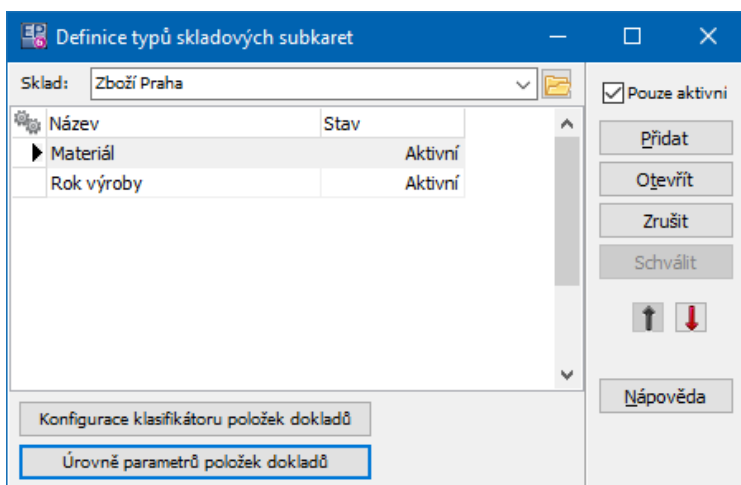 Definice typů skladových subkaret
Sklad: Zboží Praha
Pouze aktivní
Název Stav
Materiál Aktivní
Rok výroby Aktivní
Přidat
Otevřít
Zrušit
Schválit
Nápověda
Konfigurace klasifikátoru položek dokladů
Úrovně parametrů položek dokladů